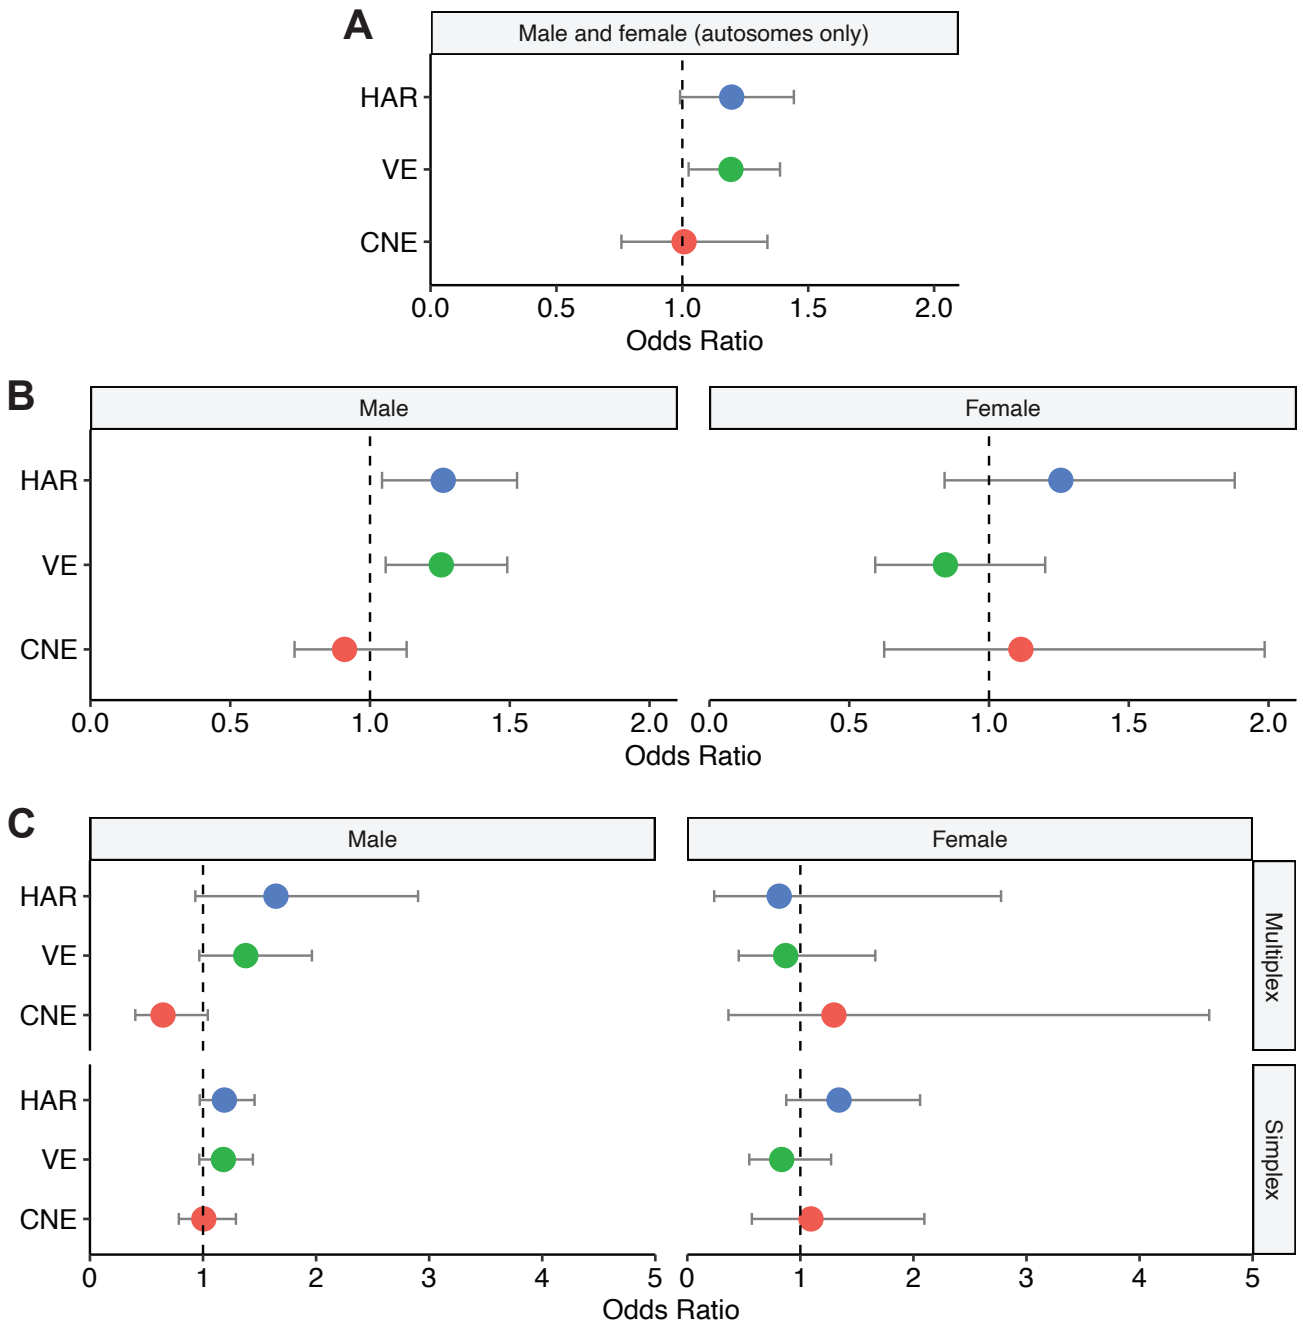 A
Male and female (autosomes only)
HAR
VE
CNE
0.0 0.5 1.0 1.5 2.0
Odds Ratio
B
Male Female
HAR
VE
CNE
0.0 0.5 1.0 1.5 2.0 0.0 0.5 1.0 1.5 2.0
Odds Ratio
C
Male Female
HAR
VE
CNE
Multiplex
HAR
VE
CNE
Simplex
0 1 2 3 4 5 0 1 2 3 4 5
Odds Ratio